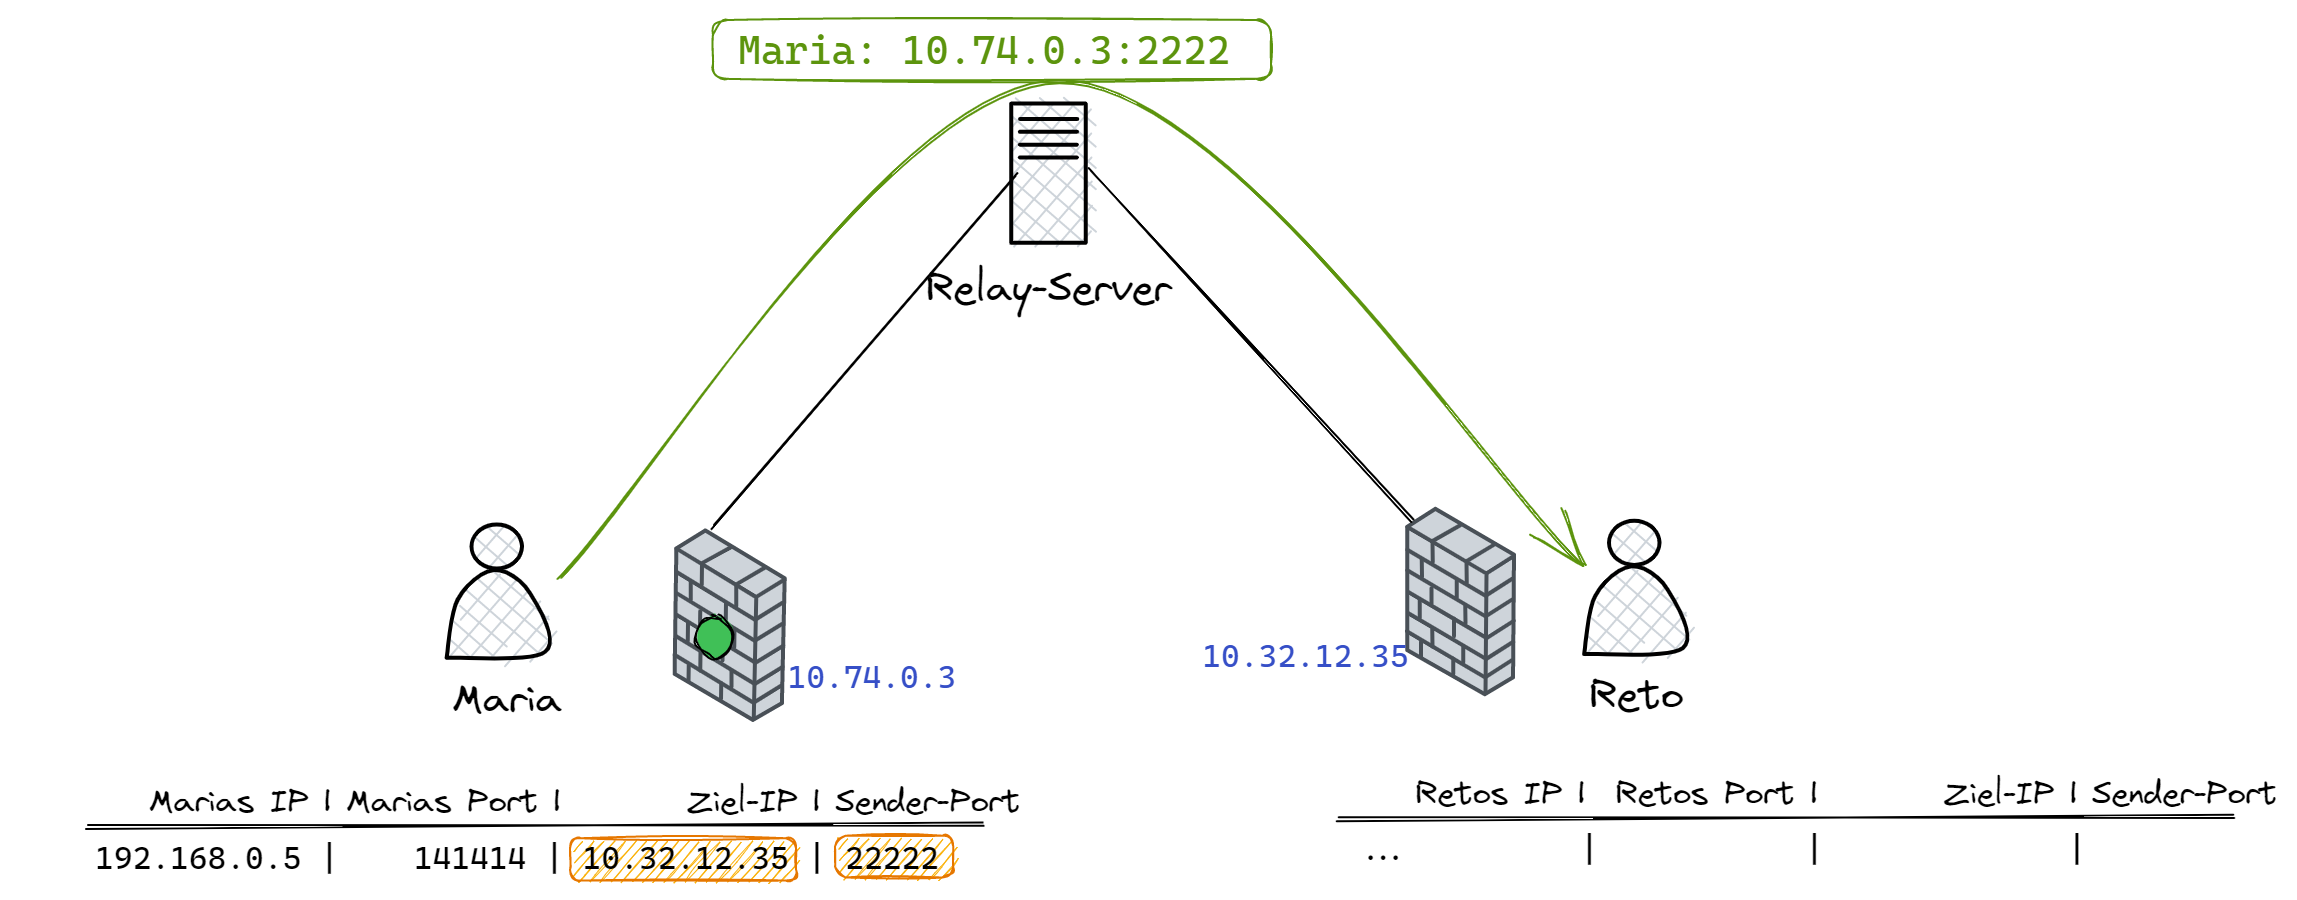 Maria: 10.74.0.3:2222
Relay-Server
10.74.0.3
10.32.12.35
Maria
Reto
Marias IP | Marias Port | Ziel-IP | Sender-Port
192.168.0.5 | 141414 | 10.32.12.35 | 22222
Retos IP | Retos Port | Ziel-IP | Sender-Port
... | | |